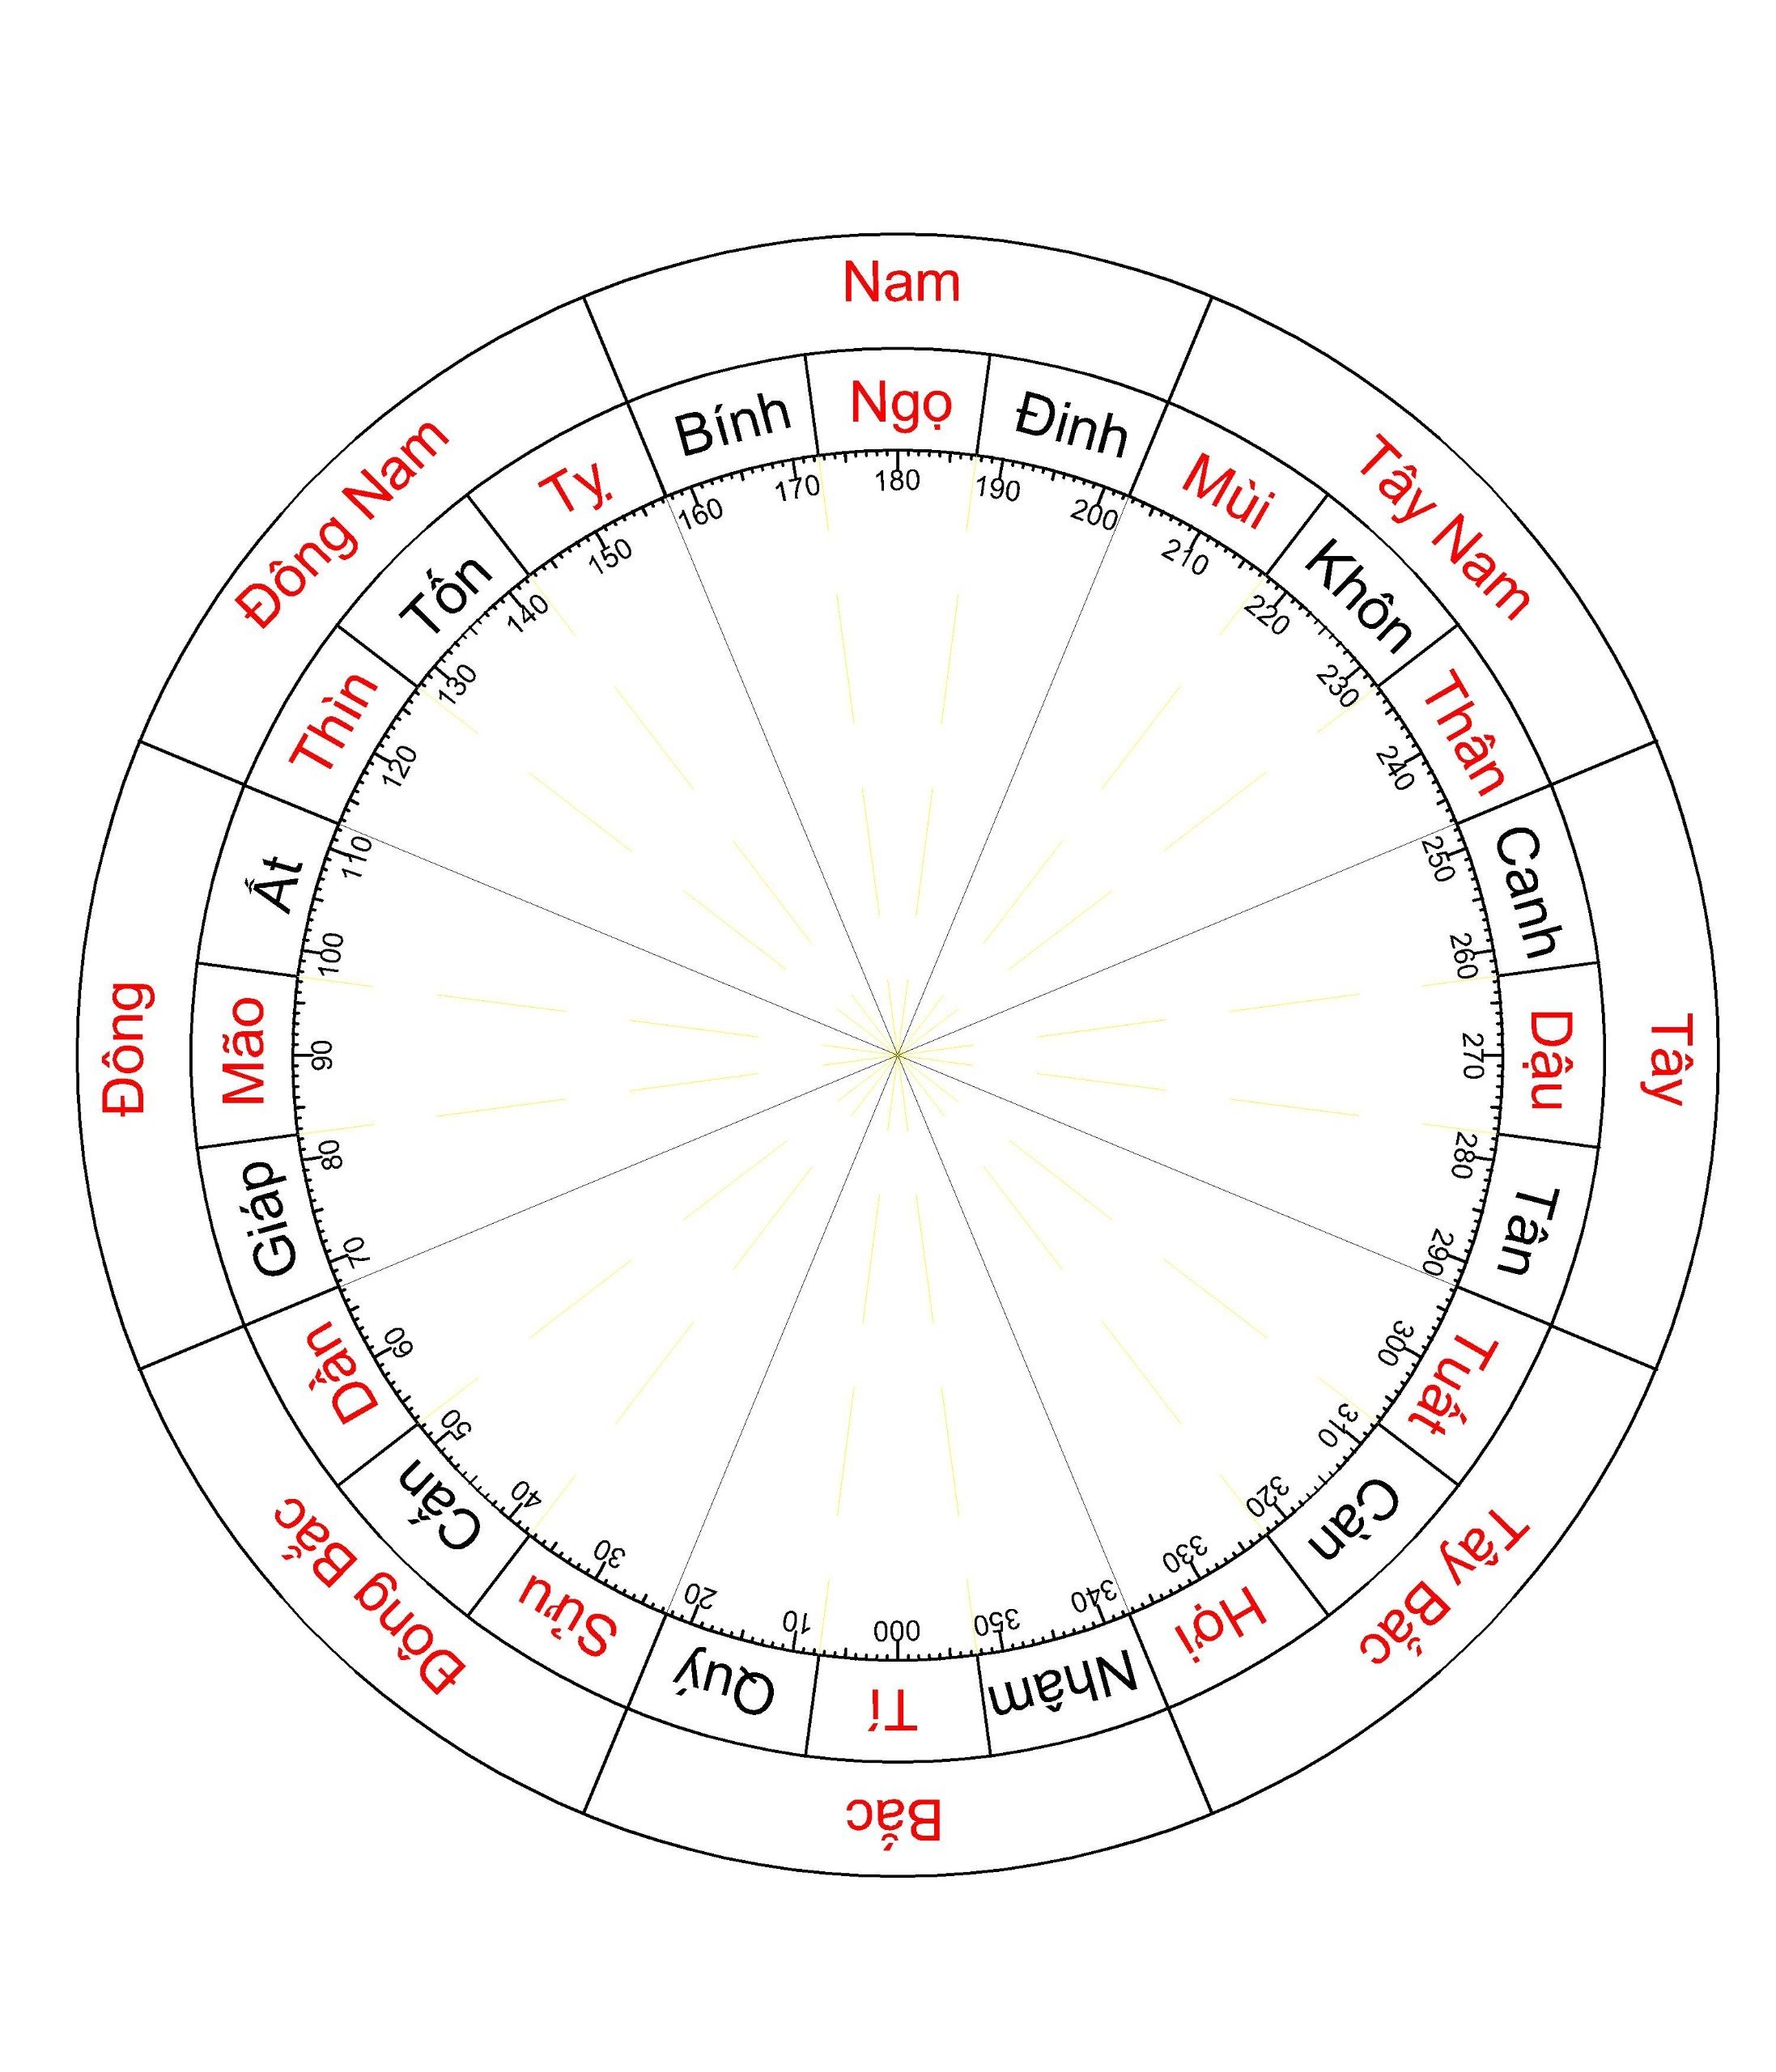 Nam
Tây Nam
Tây
Tây Bắc
Bắc
Đông Bắc
Đông
Đông Nam
Ngọ
Đinh
Mùi
Khôn
Thân
Canh
Dậu
Tân
Tuất
Càn
Hợi
Nhâm
Tí
Quý
Sửu
Cấn
Dần
Giáp
Mão
Ất
Thìn
Tốn
Tỵ
Bính
180
190
200
210
220
230
240
250
260
270
280
290
300
310
320
330
340
350
000
10
20
30
40
50
60
70
80
90
100
110
120
130
140
150
160
170